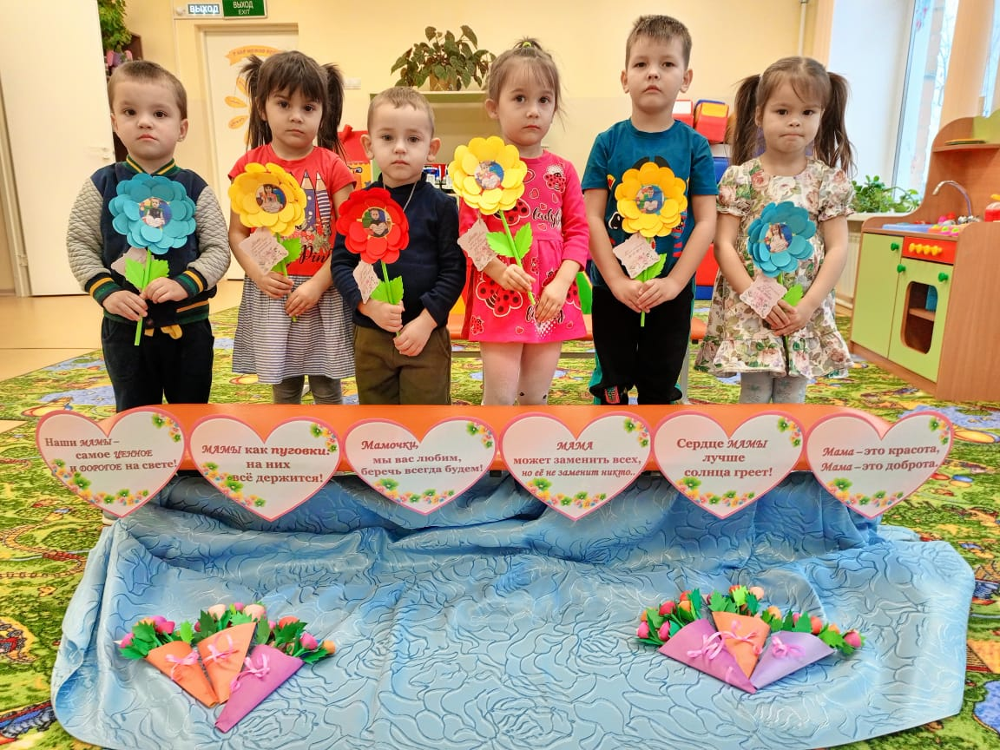 ВЫХОД
ВЫХОД
EXIT
Наши МАМЫ –
самое ЦЕННОЕ
и ДОРОГОЕ на свете!
МАМЫ как ПУГОВКИ:
на них
всё держится!
Мамочки,
мы вас любим,
беречь всегда будем!
МАМА
может заменить всех,
но её не заменит никто..
Сердце МАМЫ
лучше
солнца греет!
Мама – это красота,
Мама – это доброта.